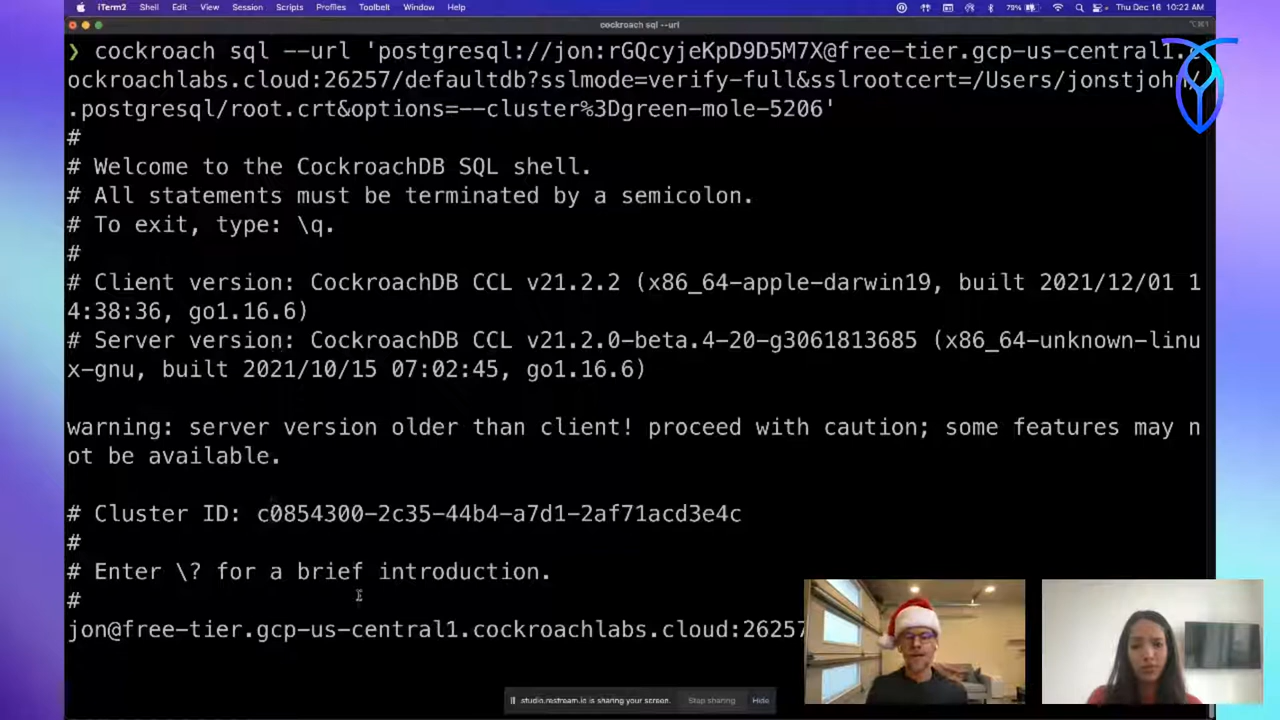 iTerm2 Shell Edit View Session Scripts Profiles Toolbelt Window Help 79% Thu Dec 16 10:22 AM
cockroach sql --url
❯ cockroach sql --url 'postgresql://jon:rGQcyjeKpD9D5M7X@free-tier.gcp-us-central1.c
ockroachlabs.cloud:26257/defaultdb?sslmode=verify-full&sslrootcert=/Users/jonstjohn/
.postgresql/root.crt&options=--cluster%3Dgreen-mole-5206'
#
# Welcome to the CockroachDB SQL shell.
# All statements must be terminated by a semicolon.
# To exit, type: \q.
#
# Client version: CockroachDB CCL v21.2.2 (x86_64-apple-darwin19, built 2021/12/01 1
4:38:36, go1.16.6)
# Server version: CockroachDB CCL v21.2.0-beta.4-20-g3061813685 (x86_64-unknown-linu
x-gnu, built 2021/10/15 07:02:45, go1.16.6)
warning: server version older than client! proceed with caution; some features may n
ot be available.
# Cluster ID: c0854300-2c35-44b4-a7d1-2af71acd3e4c
#
# Enter \? for a brief introduction.
#
jon@free-tier.gcp-us-central1.cockroachlabs.cloud:26257
studio.restream.io is sharing your screen. Stop sharing Hide